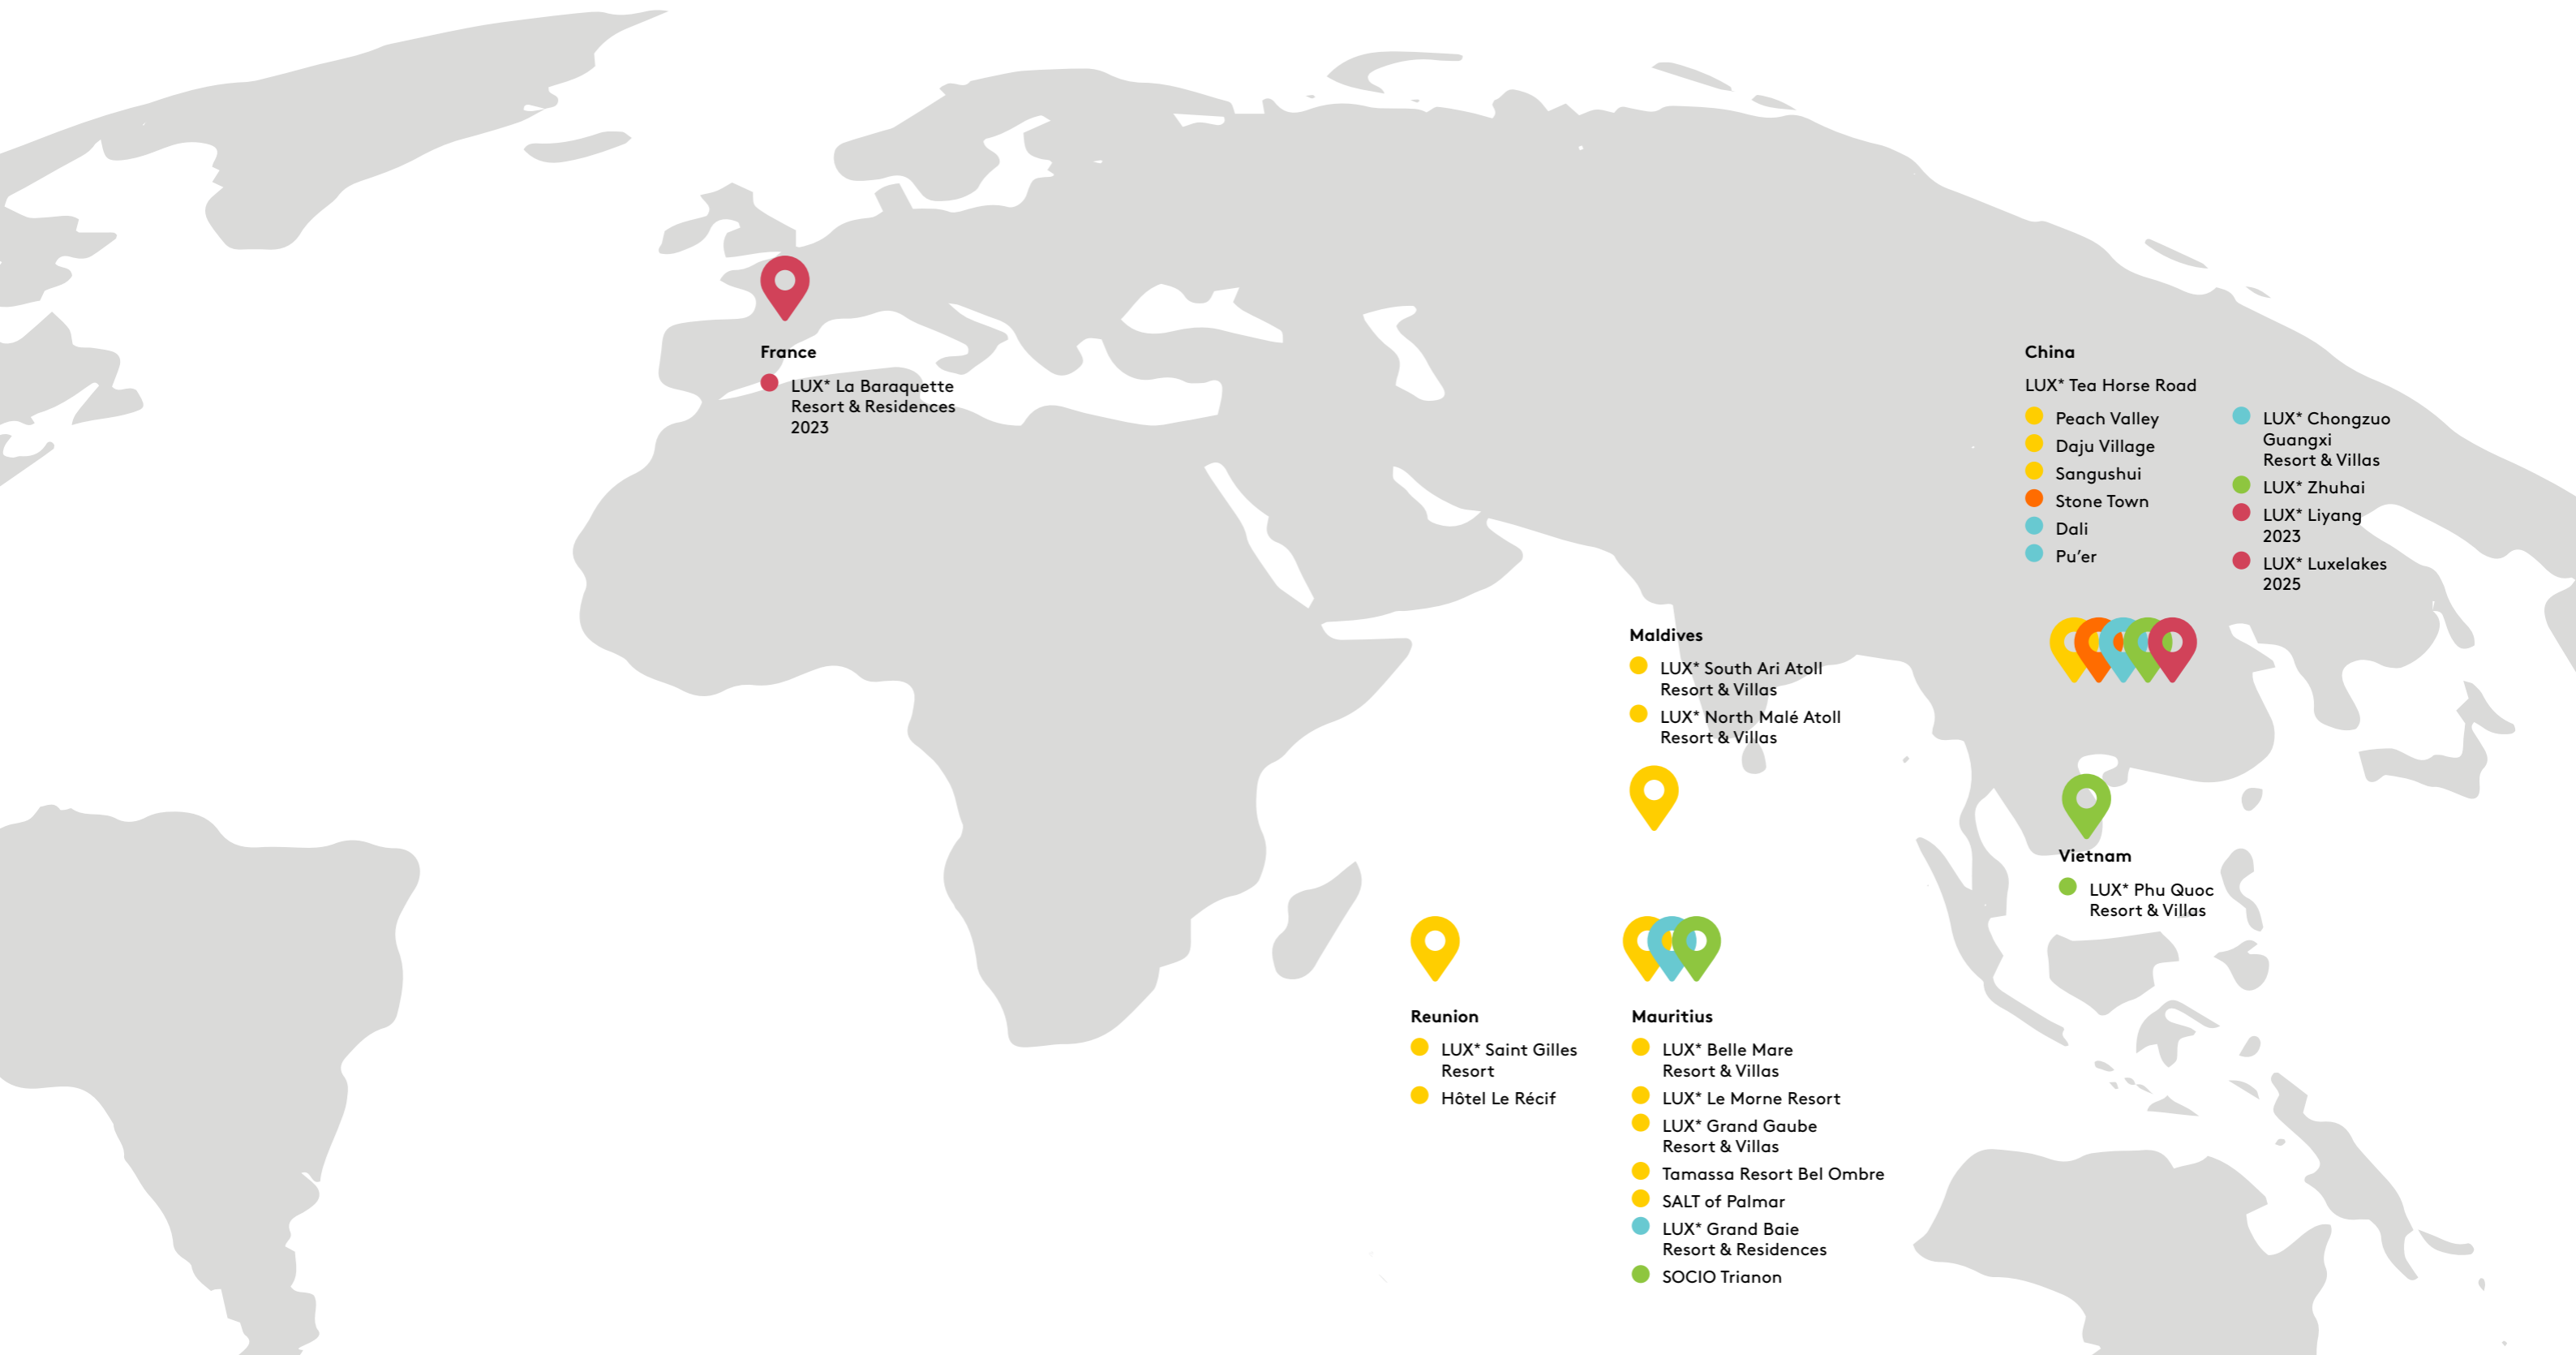 France
LUX* La Baraquette
Resort & Residences
2023
China
LUX* Tea Horse Road
Peach Valley
Daju Village
Sangushui
Stone Town
Dali
Pu’er
LUX* Chongzuo
Guangxi
Resort & Villas
LUX* Zhuhai
LUX* Liyang
2023
LUX* Luxelakes
2025
Maldives
LUX* South Ari Atoll
Resort & Villas
LUX* North Malé Atoll
Resort & Villas
Vietnam
LUX* Phu Quoc
Resort & Villas
Reunion
LUX* Saint Gilles
Resort
Hôtel Le Récif
Mauritius
LUX* Belle Mare
Resort & Villas
LUX* Le Morne Resort
LUX* Grand Gaube
Resort & Villas
Tamassa Resort Bel Ombre
SALT of Palmar
LUX* Grand Baie
Resort & Residences
SOCIO Trianon